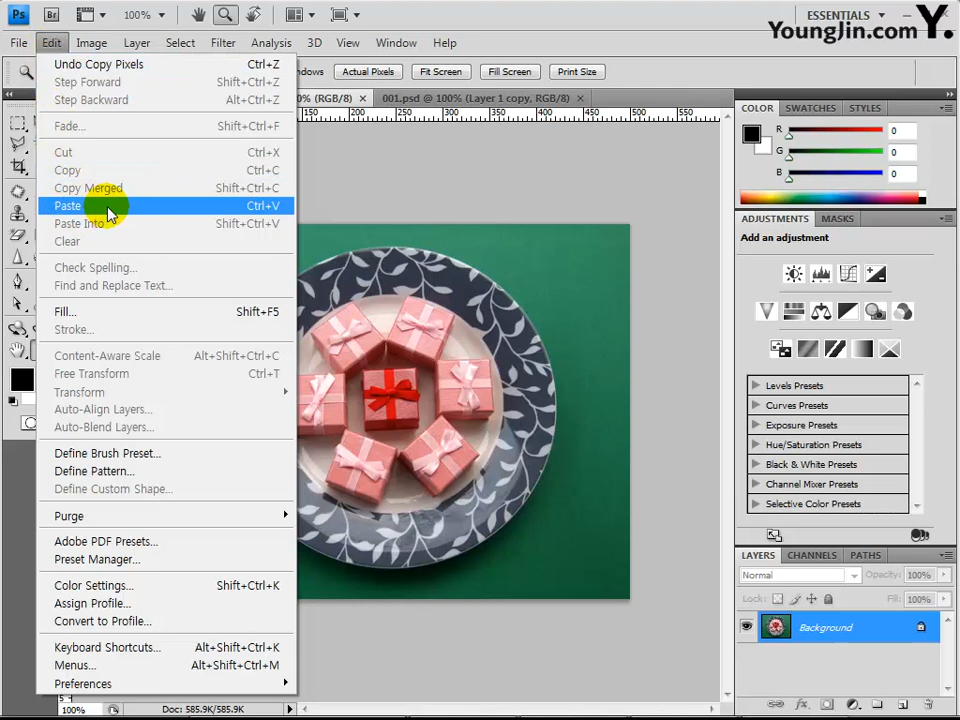 Ps Br 100% ESSENTIALS
YoungJin.com Y.
File Edit Image Layer Select Filter Analysis 3D View Window Help
Actual Pixels Fit Screen Fill Screen Print Size
(RGB/8) 001.psd @ 100% (Layer 1 copy, RGB/8)
150 200 250 300 350 400 450 500
Undo Copy Pixels Ctrl+Z
Step Forward Shift+Ctrl+Z
Step Backward Alt+Ctrl+Z
Fade... Shift+Ctrl+F
Cut Ctrl+X
Copy Ctrl+C
Copy Merged Shift+Ctrl+C
Paste Ctrl+V
Paste Into Shift+Ctrl+V
Clear
Check Spelling...
Find and Replace Text...
Fill... Shift+F5
Stroke...
Content-Aware Scale Alt+Shift+Ctrl+C
Free Transform Ctrl+T
Transform
Auto-Align Layers...
Auto-Blend Layers...
Define Brush Preset...
Define Pattern...
Define Custom Shape...
Purge
Adobe PDF Presets...
Preset Manager...
Color Settings... Shift+Ctrl+K
Assign Profile...
Convert to Profile...
Keyboard Shortcuts... Alt+Shift+Ctrl+K
Menus... Alt+Shift+Ctrl+M
Preferences
100% Doc: 585.9K/585.9K
COLOR SWATCHES STYLES
R 0
G 0
B 0
ADJUSTMENTS MASKS
Add an adjustment
Levels Presets
Curves Presets
Exposure Presets
Hue/Saturation Presets
Black & White Presets
Channel Mixer Presets
Selective Color Presets
LAYERS CHANNELS PATHS
Normal Opacity: 100%
Lock: Fill: 100%
Background